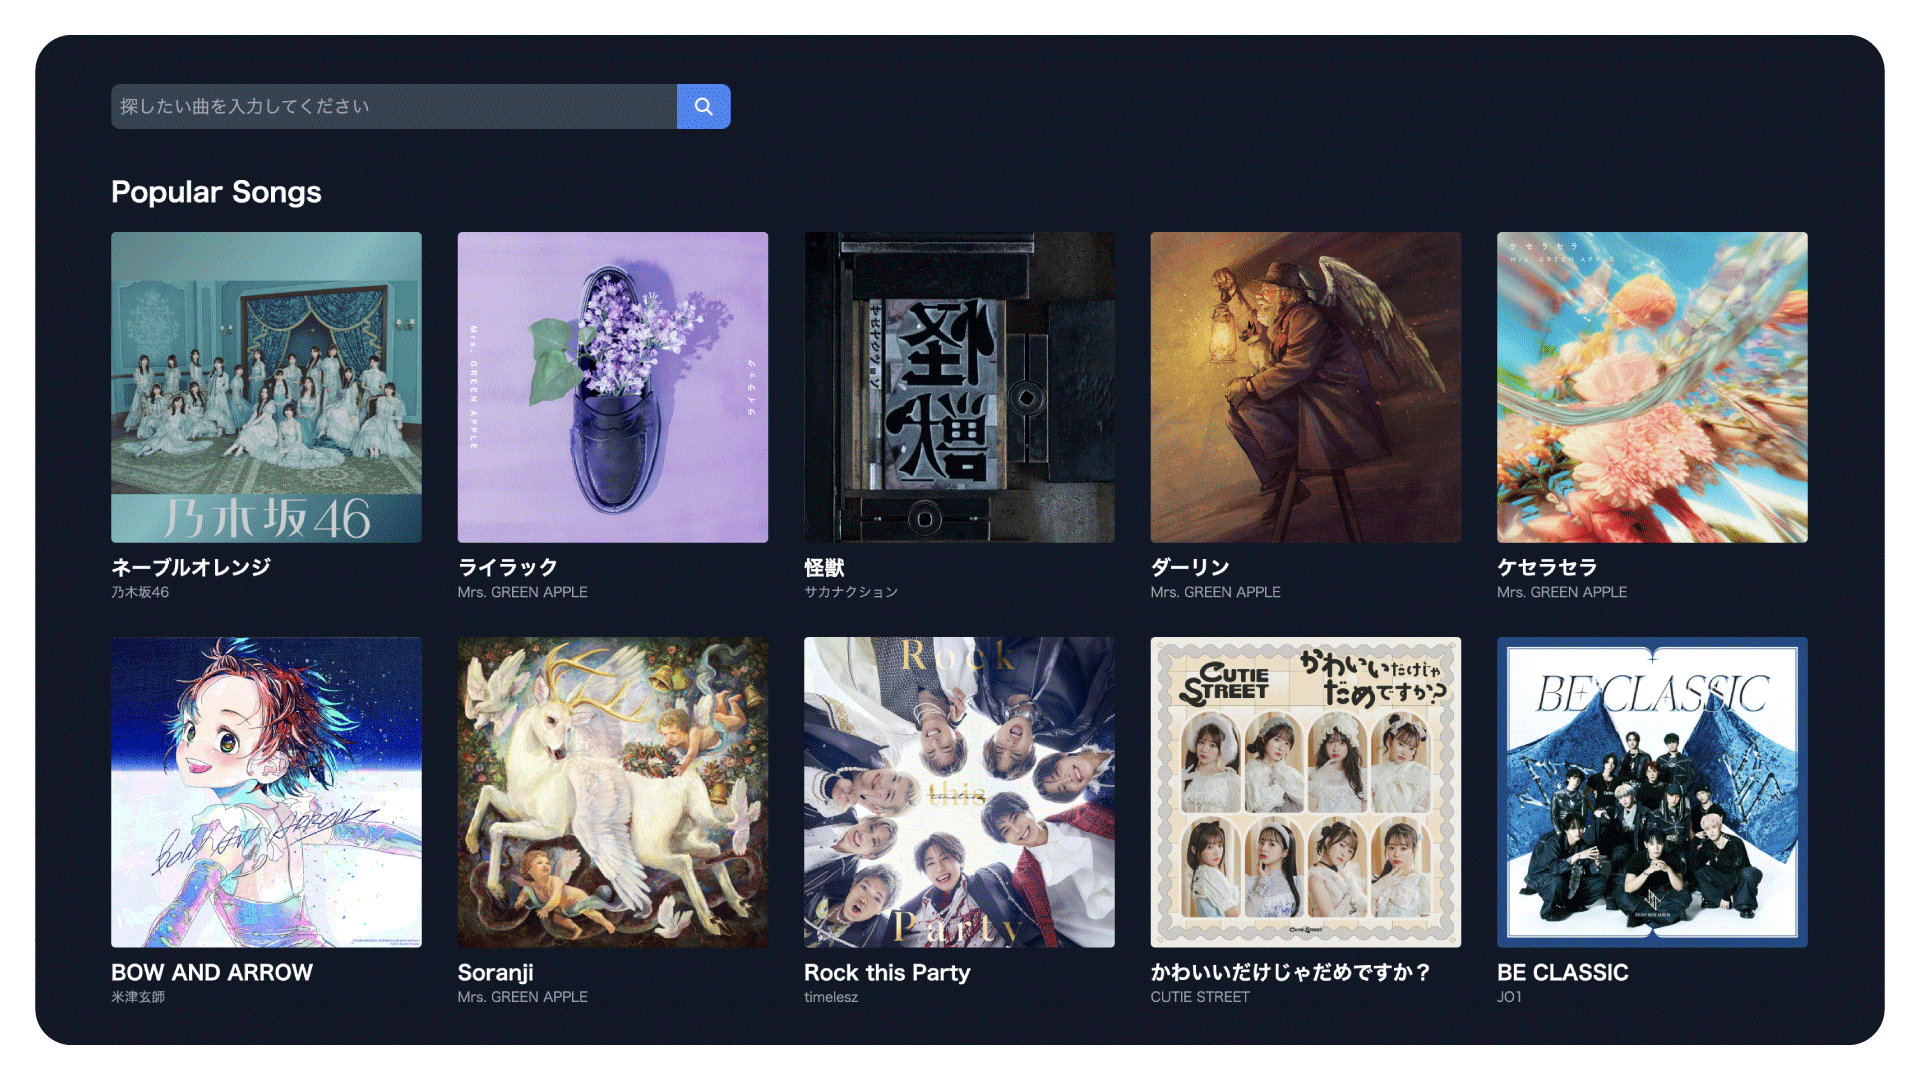 探したい曲を入力してください
Popular Songs
乃木坂46
ネーブルオレンジ
乃木坂46
Mrs. GREEN APPLE
ライラック
ライラック
Mrs. GREEN APPLE
怪獣
サカナクション
怪獣
サカナクション
ダーリン
Mrs. GREEN APPLE
ケセラセラ
Mrs. GREEN APPLE
ケセラセラ
Mrs. GREEN APPLE
BOW AND ARROW
BOW AND ARROW
米津玄師
Soranji
Mrs. GREEN APPLE
Rock
this
Party
Rock this Party
timelesz
CUTIE
STREET
かわいいだけじゃ
だめですか?
CUTIE STREET
かわいいだけじゃだめですか？
CUTIE STREET
BE CLASSIC
BE CLASSIC
JO1